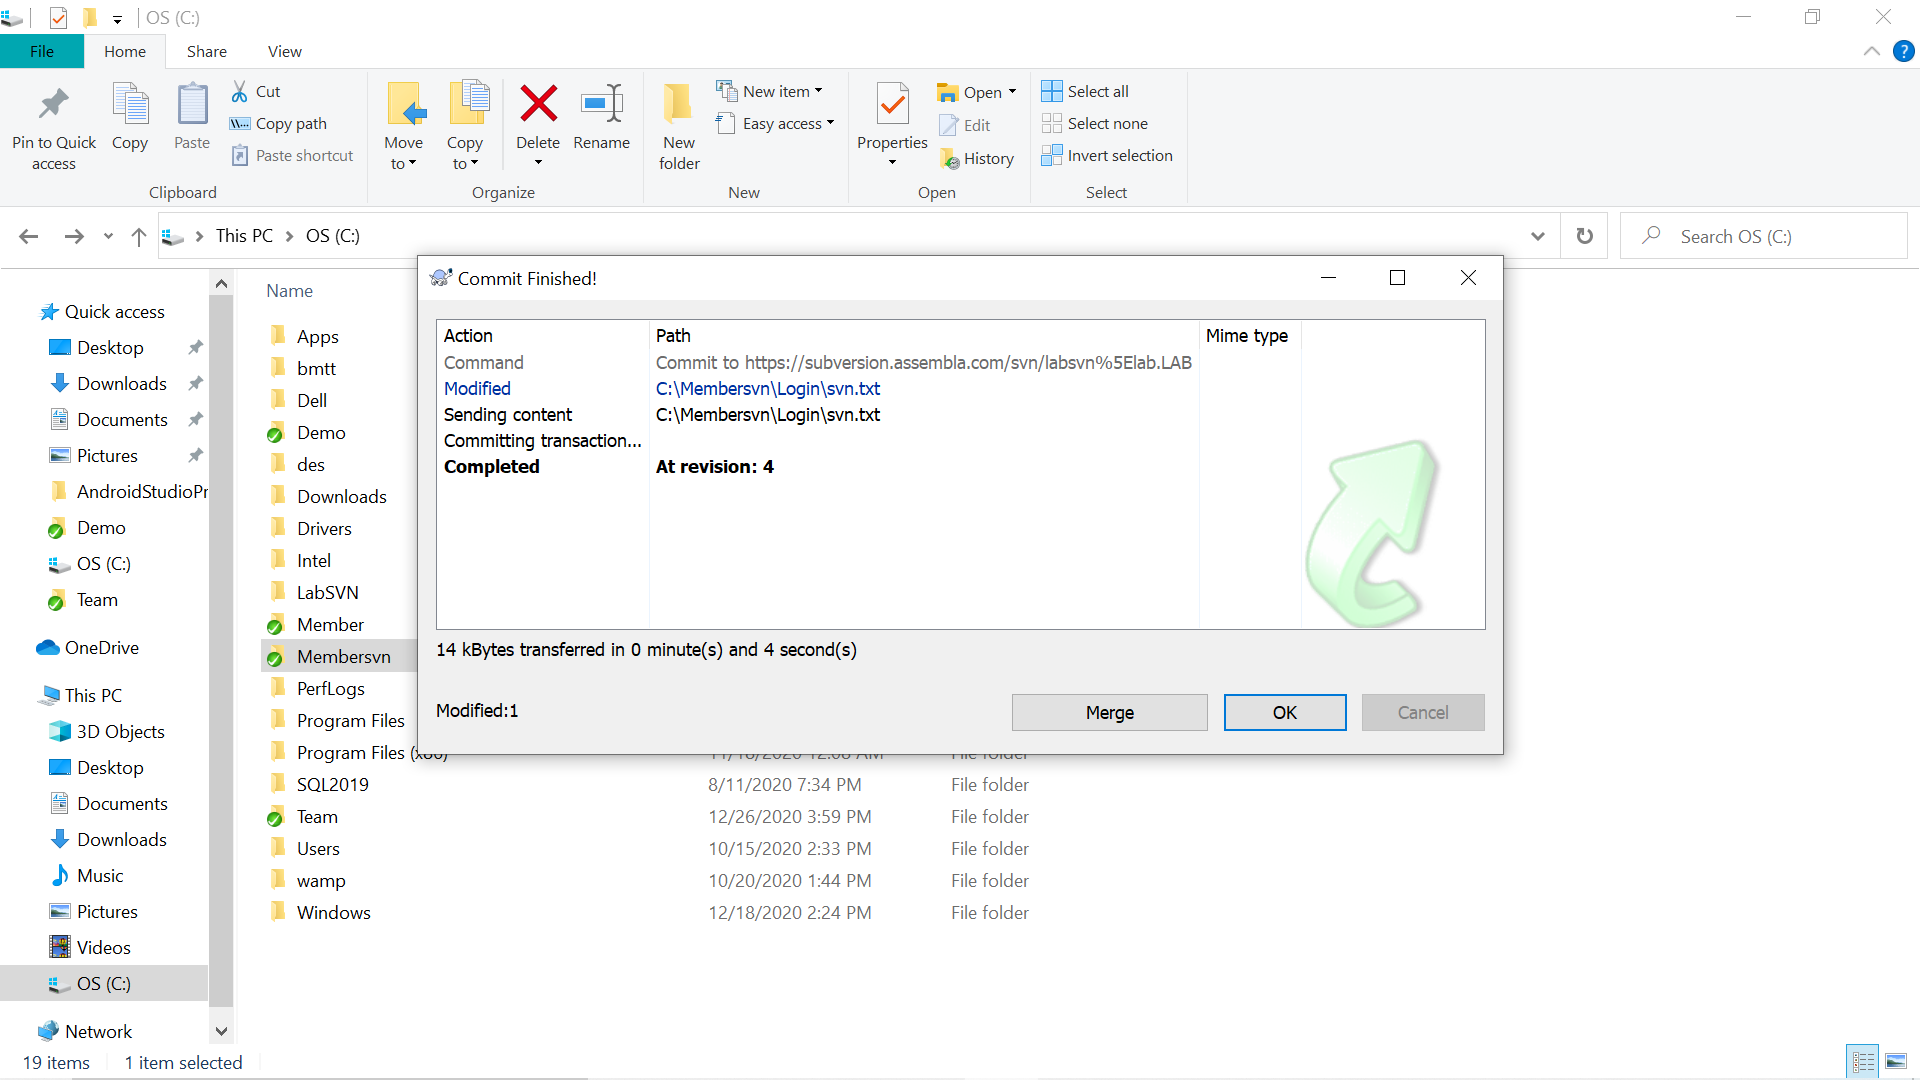 OS (C:)
File
Home
Share
View
?
Pin to Quick access
Copy
Paste
Cut
Copy path
Paste shortcut
Clipboard
Move to
Copy to
Delete
Rename
Organize
New folder
New item
Easy access
New
Properties
Open
Edit
History
Open
Select all
Select none
Invert selection
Select
This PC
OS (C:)
Search OS (C:)
Quick access
Desktop
Downloads
Documents
Pictures
AndroidStudioPr
Demo
OS (C:)
Team
OneDrive
This PC
3D Objects
Desktop
Documents
Downloads
Music
Pictures
Videos
OS (C:)
Network
Name
Apps
bmtt
Dell
Demo
des
Downloads
Drivers
Intel
LabSVN
Member
Membersvn
PerfLogs
Program Files
Program Files (x86)
File folder
SQL2019 8/11/2020 7:34 PM File folder
Team 12/26/2020 3:59 PM File folder
Users 10/15/2020 2:33 PM File folder
wamp 10/20/2020 1:44 PM File folder
Windows 12/18/2020 2:24 PM File folder
Commit Finished!
Action Path Mime type
Command Commit to https://subversion.assembla.com/svn/labsvn%5Elab.LAB
Modified C:\Membersvn\Login\svn.txt
Sending content C:\Membersvn\Login\svn.txt
Committing transaction...
Completed At revision: 4
14 kBytes transferred in 0 minute(s) and 4 second(s)
Modified:1
Merge
OK
Cancel
19 items
1 item selected